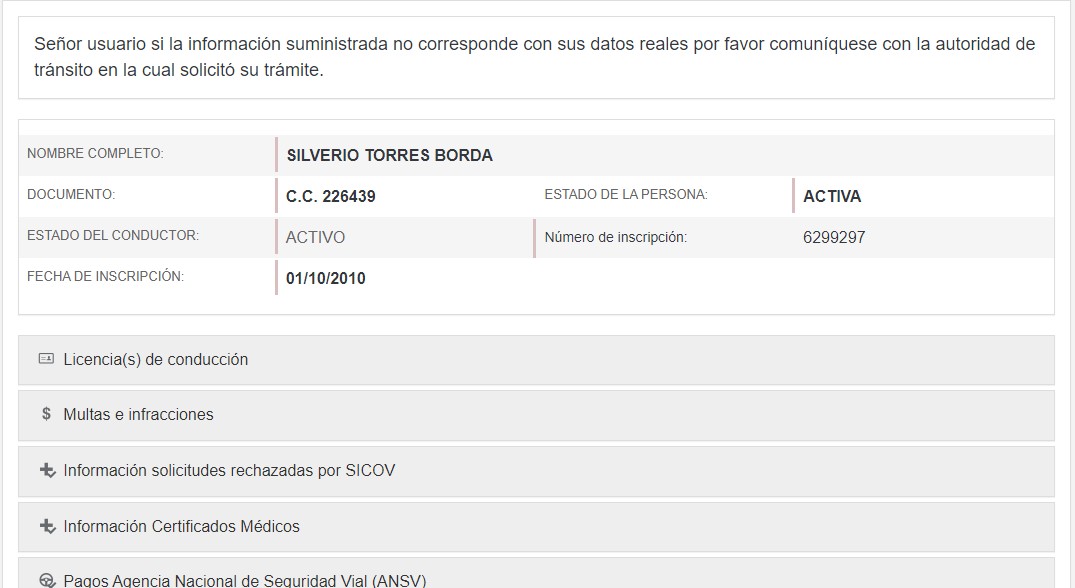 Señor usuario si la información suministrada no corresponde con sus datos reales por favor comuníquese con la autoridad de
tránsito en la cual solicitó su trámite.
NOMBRE COMPLETO: SILVERIO TORRES BORDA
DOCUMENTO: C.C. 226439 ESTADO DE LA PERSONA: ACTIVA
ESTADO DEL CONDUCTOR: ACTIVO Número de inscripción: 6299297
FECHA DE INSCRIPCIÓN: 01/10/2010
Licencia(s) de conducción
$ Multas e infracciones
Información solicitudes rechazadas por SICOV
Información Certificados Médicos
Pagos Agencia Nacional de Seguridad Vial (ANSV)